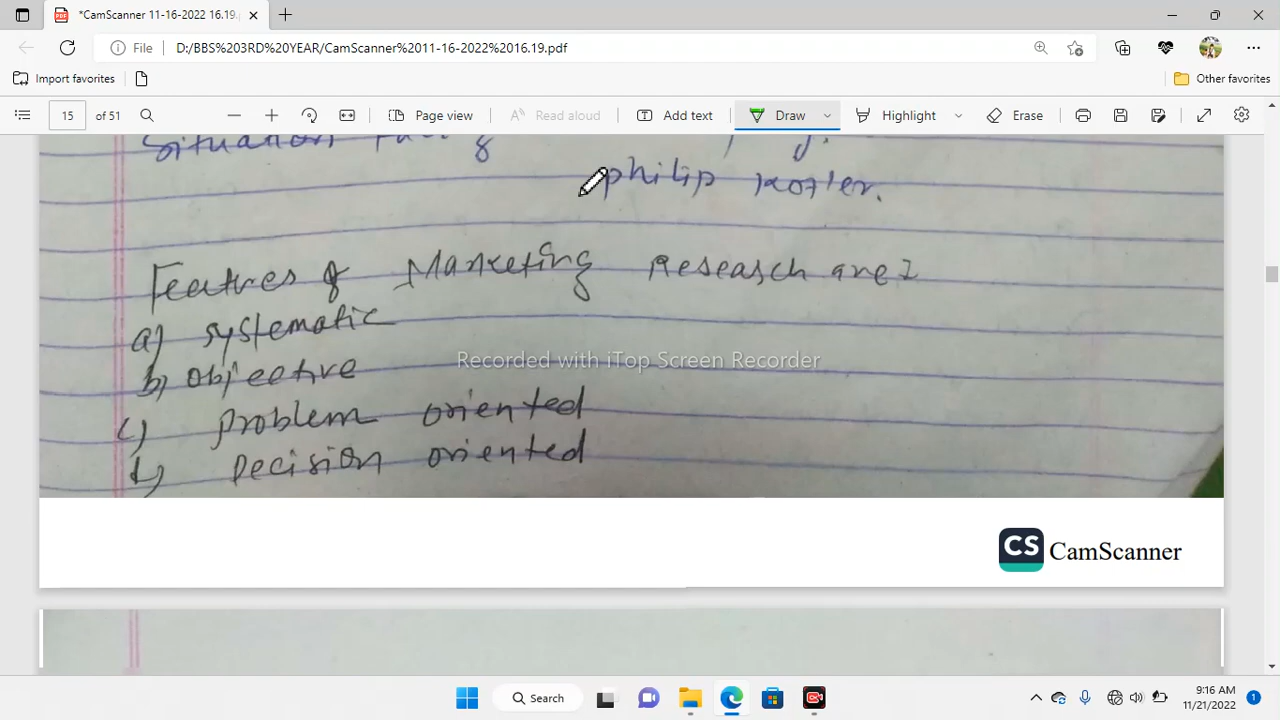 *CamScanner 11-16-2022 16.19.
File D:/BBS%203RD%20YEAR/CamScanner%2011-16-2022%2016.19.pdf
Import favorites
Other favorites
15 of 51
Page view
Read aloud
Add text
Draw
Highlight
Erase
Situation
philip Kotler.
Features of Marketing Research are:
a) systematic
b) objective
c) problem oriented
d) Decision oriented
Recorded with iTop Screen Recorder
CS CamScanner
Search
9:16 AM
11/21/2022
1